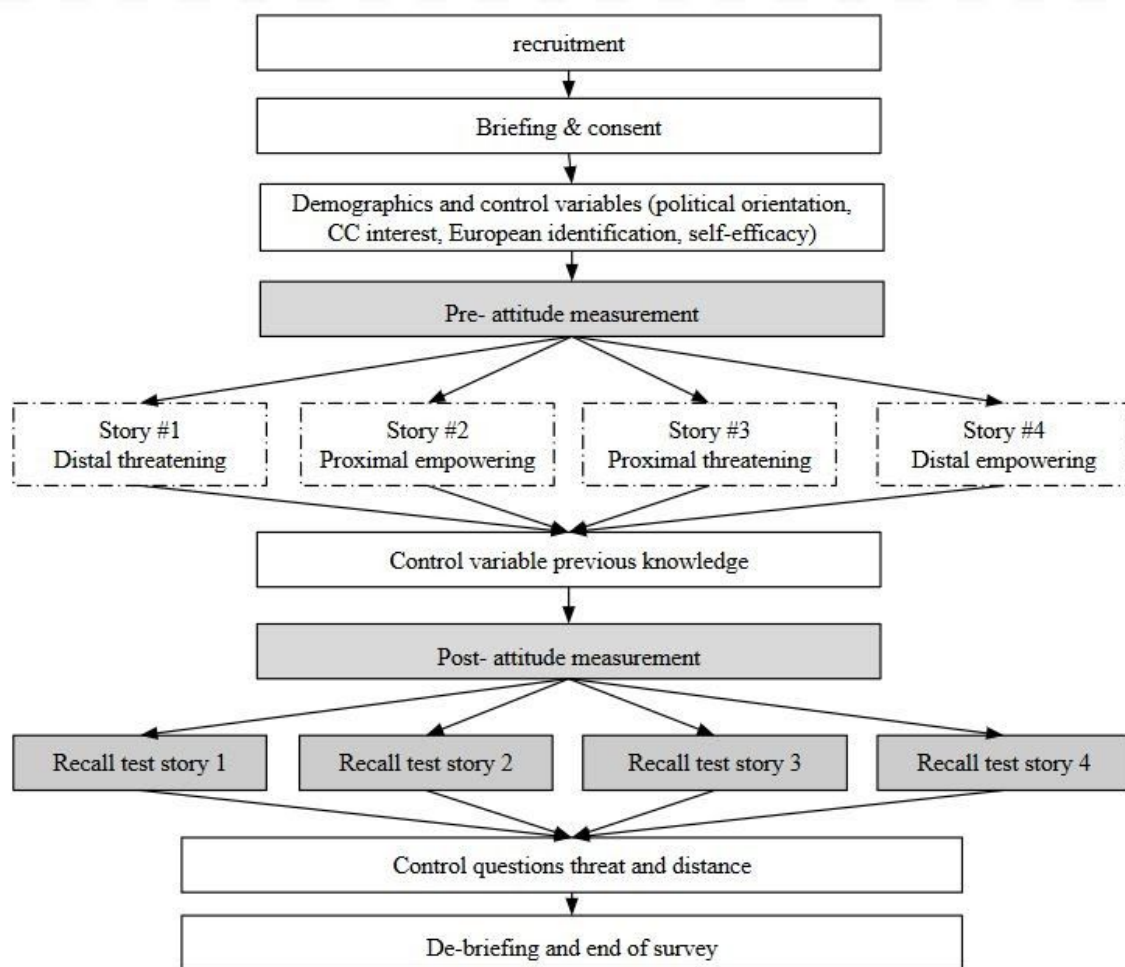 recruitment
Briefing & consent
Demographics and control variables (political orientation,
CC interest, European identification, self-efficacy)
Pre- attitude measurement
Story #1
Distal threatening
Story #2
Proximal empowering
Story #3
Proximal threatening
Story #4
Distal empowering
Control variable previous knowledge
Post- attitude measurement
Recall test story 1
Recall test story 2
Recall test story 3
Recall test story 4
Control questions threat and distance
De-briefing and end of survey